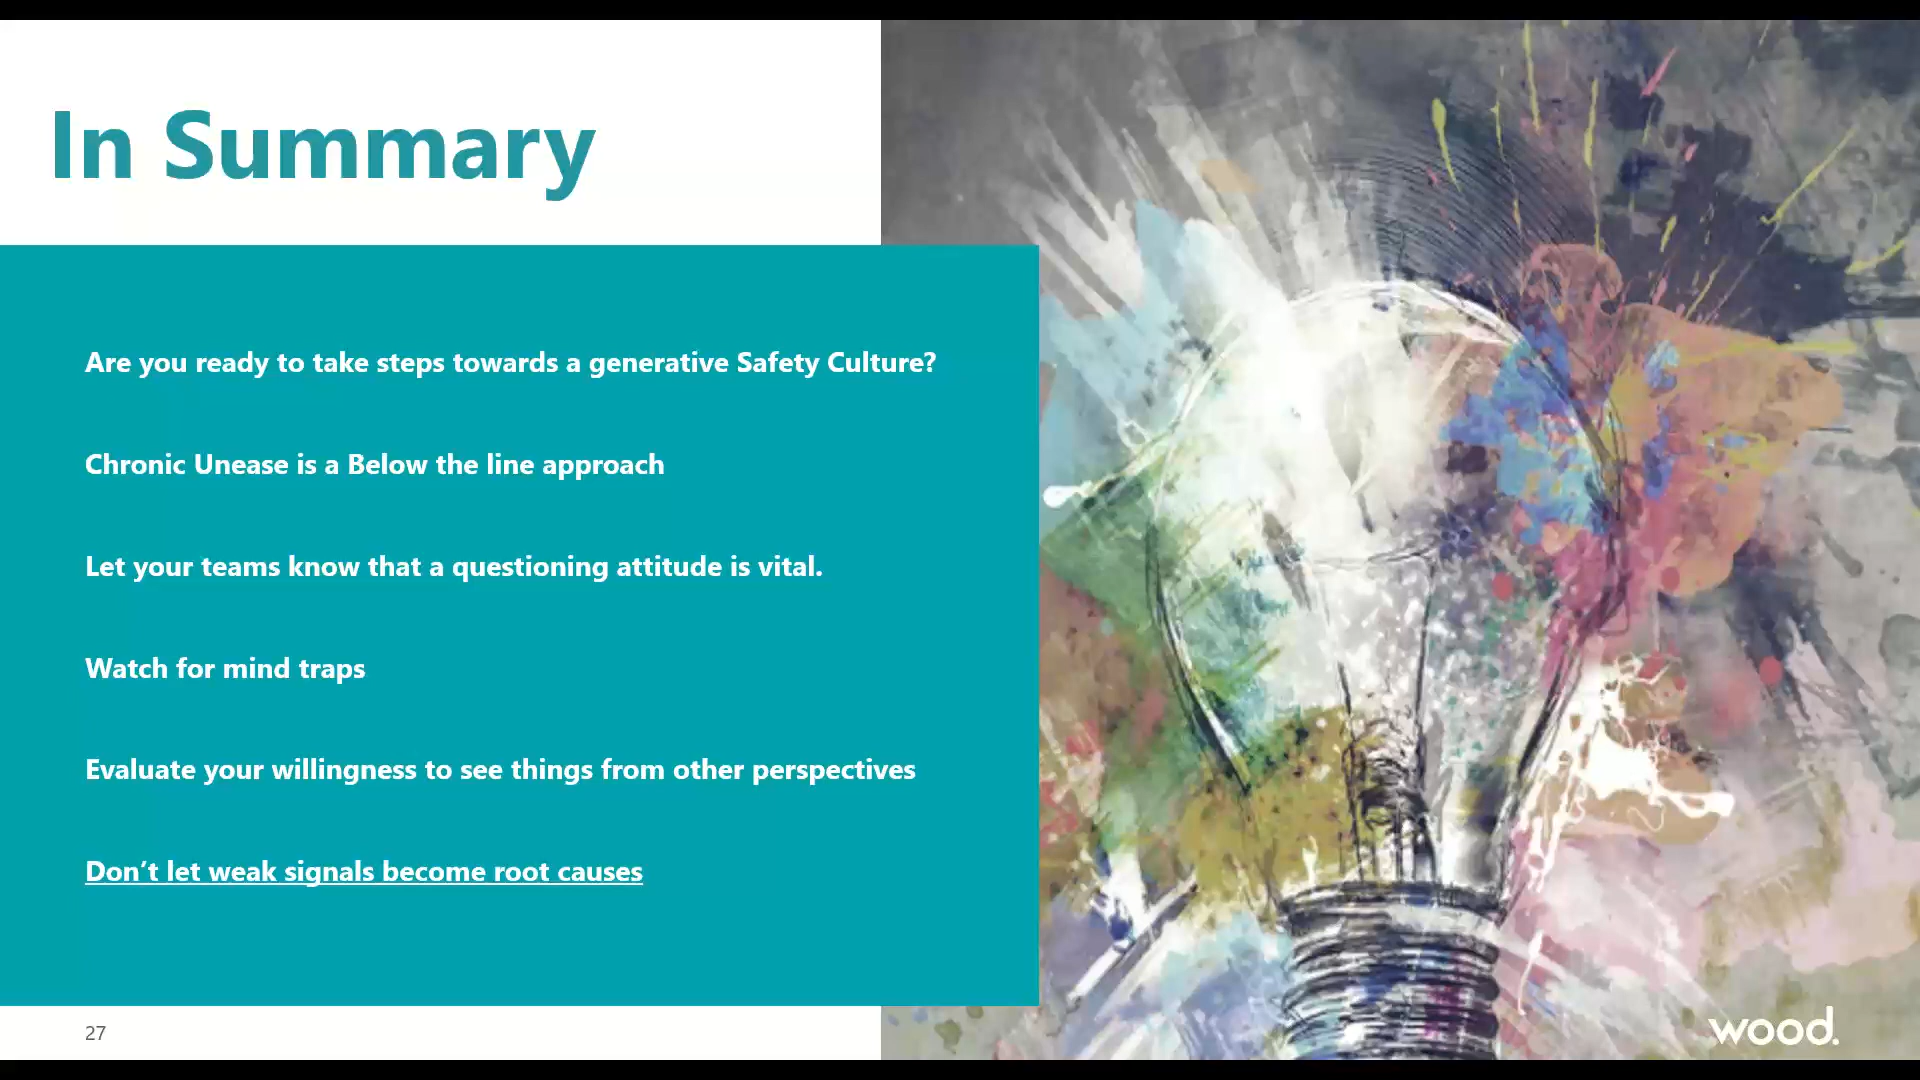 In Summary
Are you ready to take steps towards a generative Safety Culture?
Chronic Unease is a Below the line approach
Let your teams know that a questioning attitude is vital.
Watch for mind traps
Evaluate your willingness to see things from other perspectives
Don’t let weak signals become root causes
27
wood.